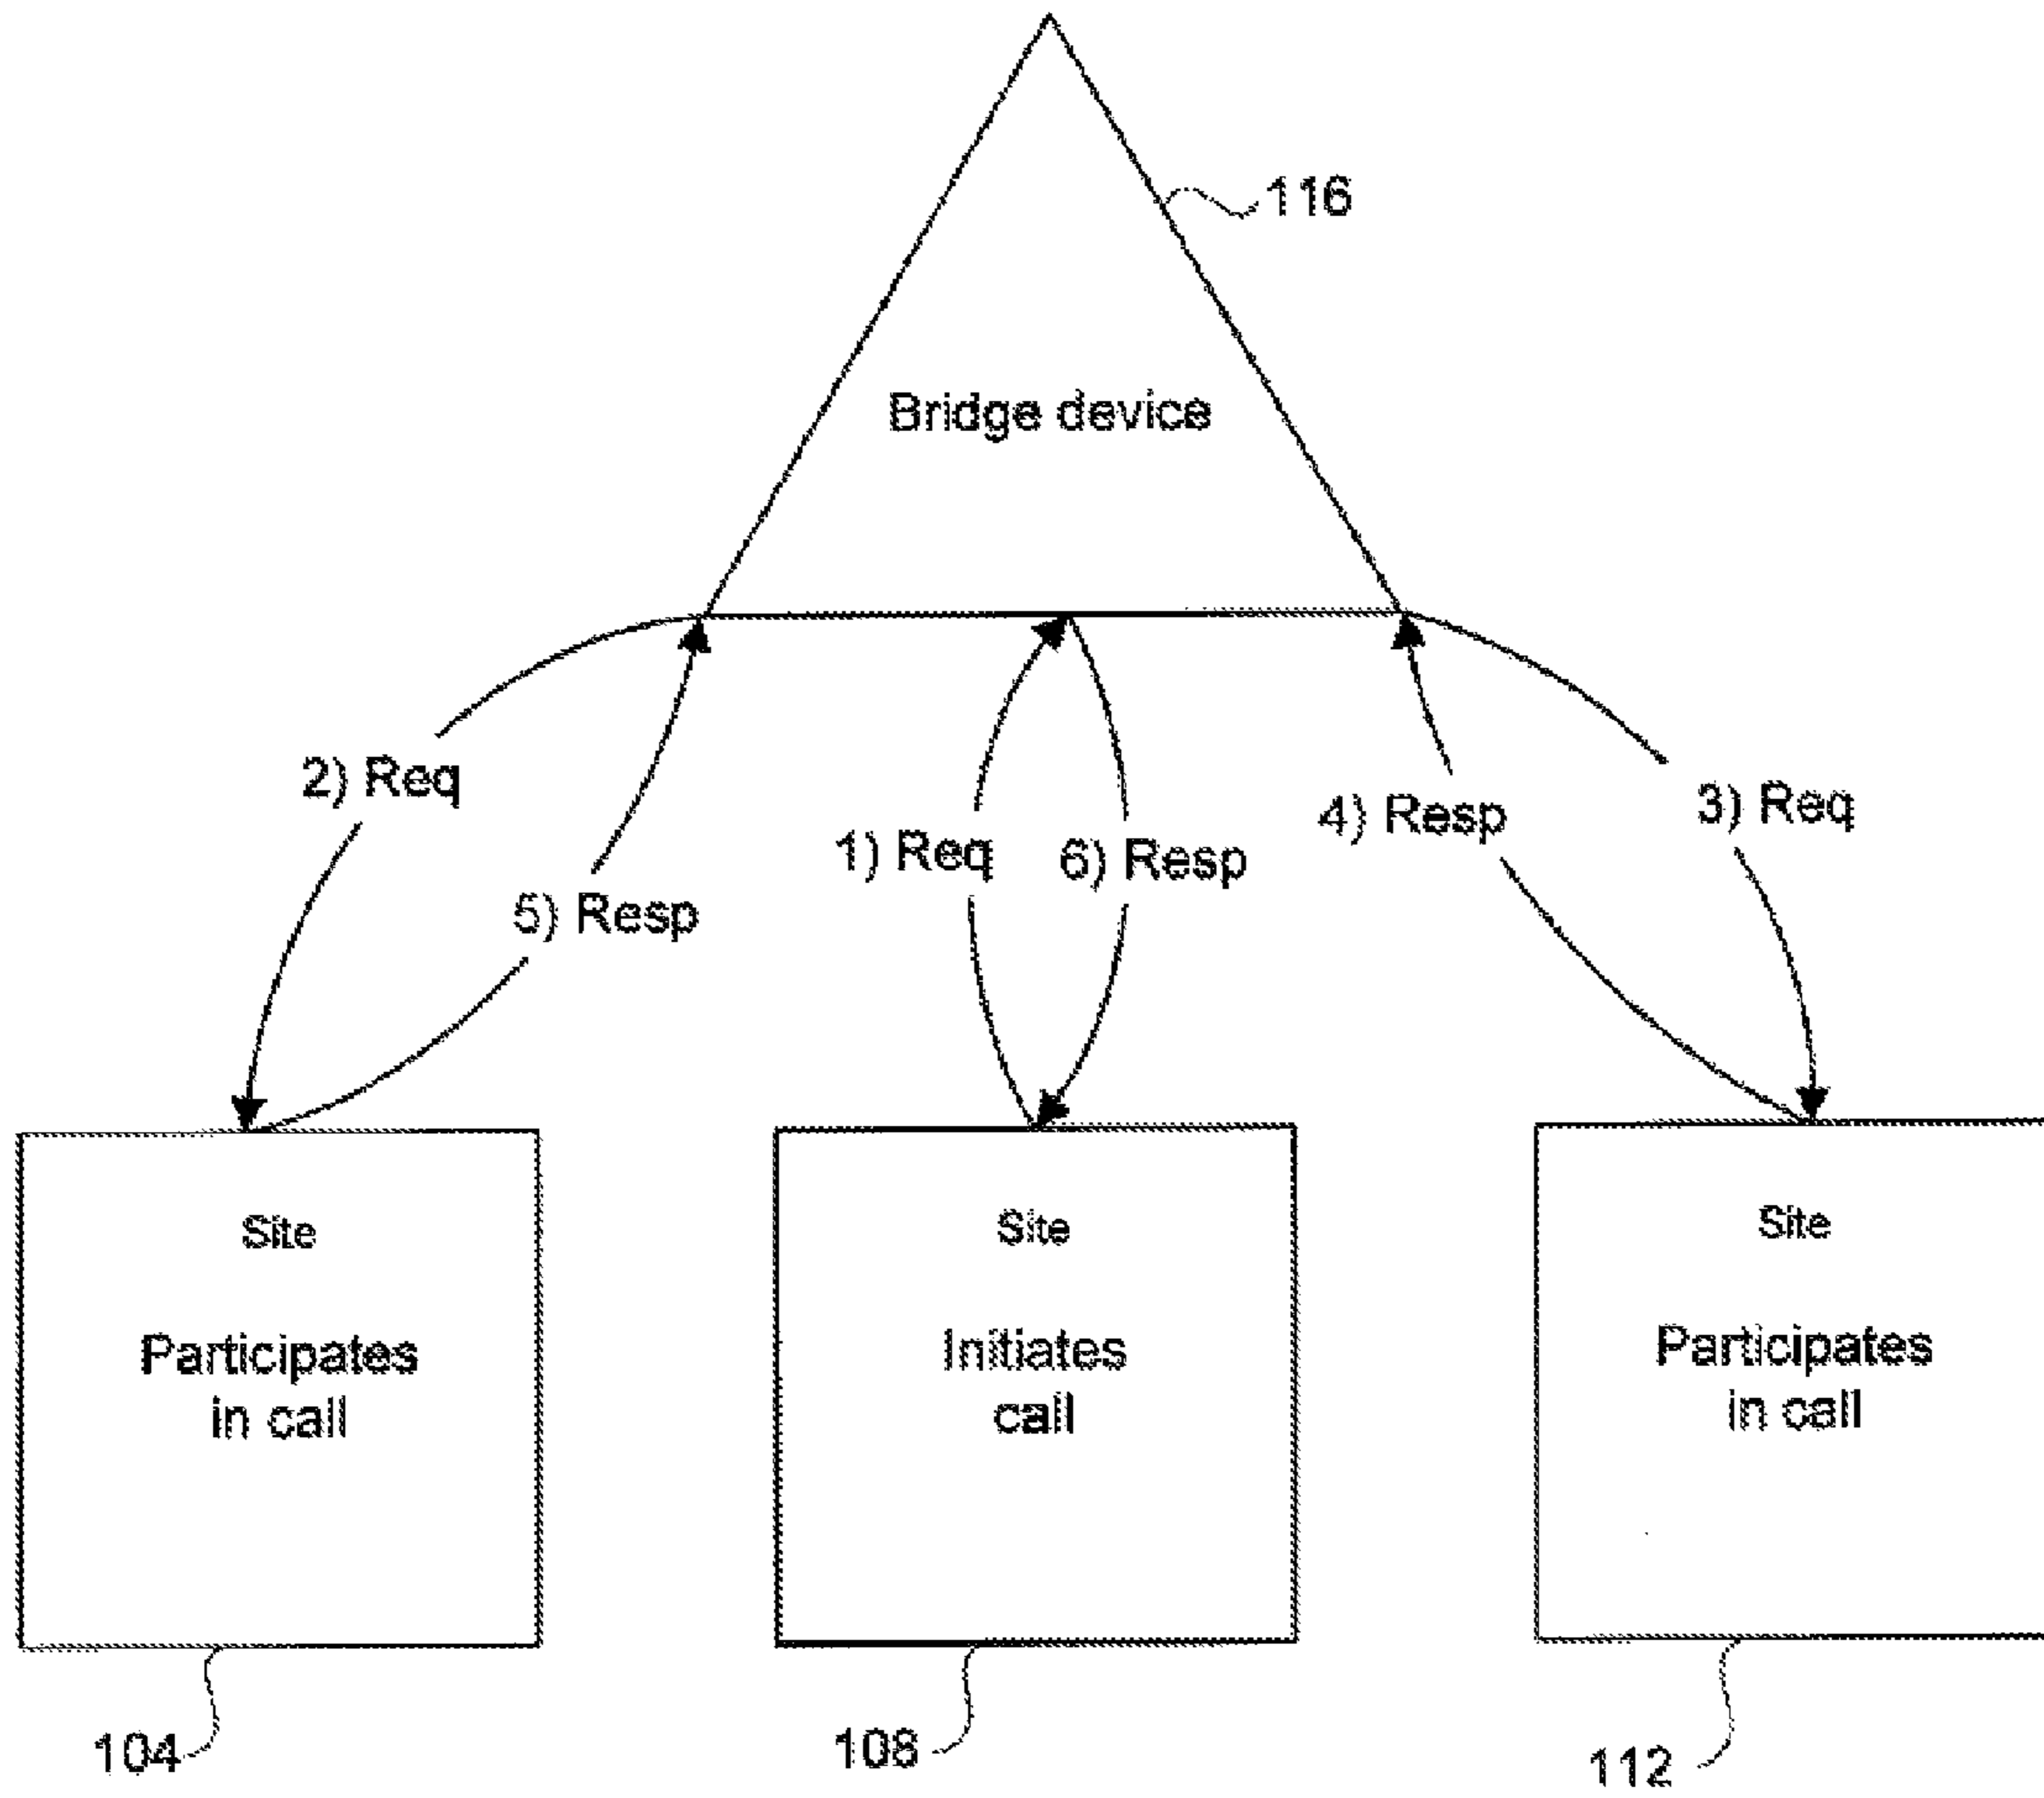 116
Bridge device
2) Req
5) Resp
1) Req
6) Resp
4) Resp
3) Req
Site
Participates
in call
Site
Initiates
call
Site
Participates
in call
104
108
112